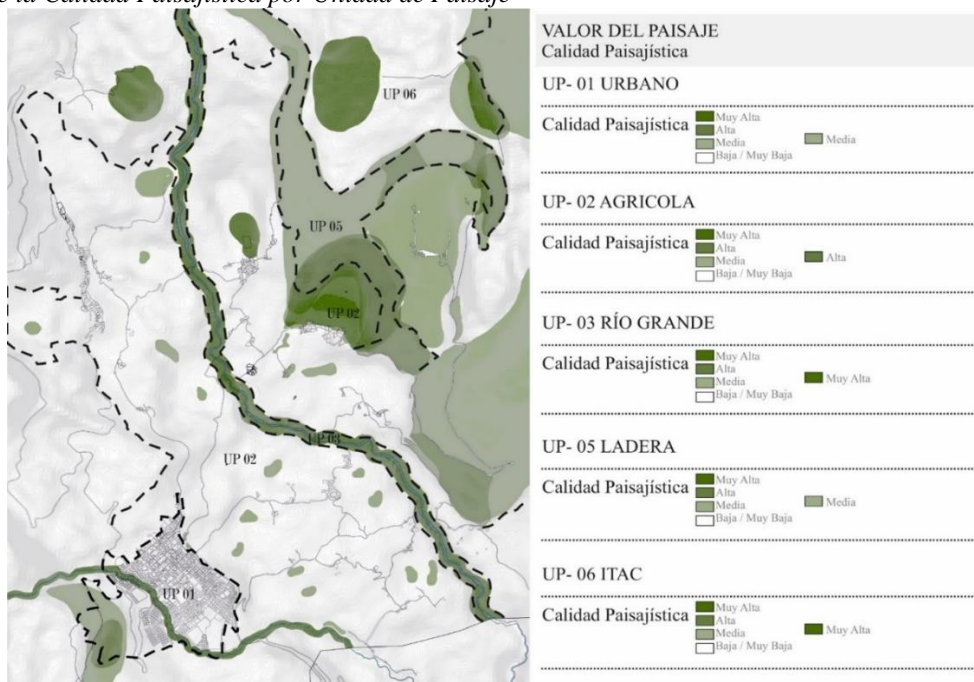 la Calidad Paisajística por Unidad de Paisaje
UP 06
UP 05
UP 02
UP 03
UP 02
UP 01
VALOR DEL PAISAJE
Calidad Paisajística
UP- 01 URBANO
Calidad Paisajística
Muy Alta
Alta
Media
Baja / Muy Baja
Media
UP- 02 AGRICOLA
Calidad Paisajística
Muy Alta
Alta
Media
Baja / Muy Baja
Alta
UP- 03 RÍO GRANDE
Calidad Paisajística
Muy Alta
Alta
Media
Baja / Muy Baja
Muy Alta
UP- 05 LADERA
Calidad Paisajística
Muy Alta
Alta
Media
Baja / Muy Baja
Media
UP- 06 ITAC
Calidad Paisajística
Muy Alta
Alta
Media
Baja / Muy Baja
Muy Alta